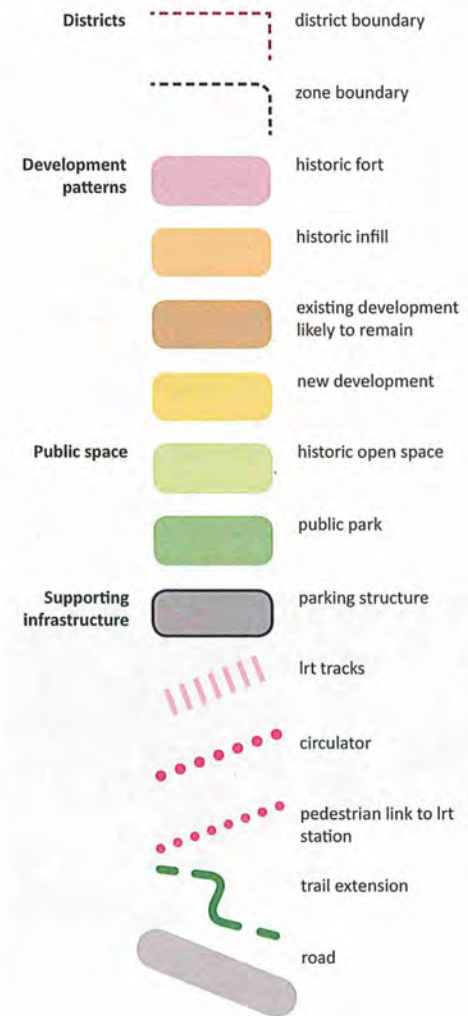 Districts
district boundary
zone boundary
Development
patterns
historic fort
historic infill
existing development
likely to remain
new development
Public space
historic open space
public park
Supporting
infrastructure
parking structure
lrt tracks
circulator
pedestrian link to lrt
station
trail extension
road